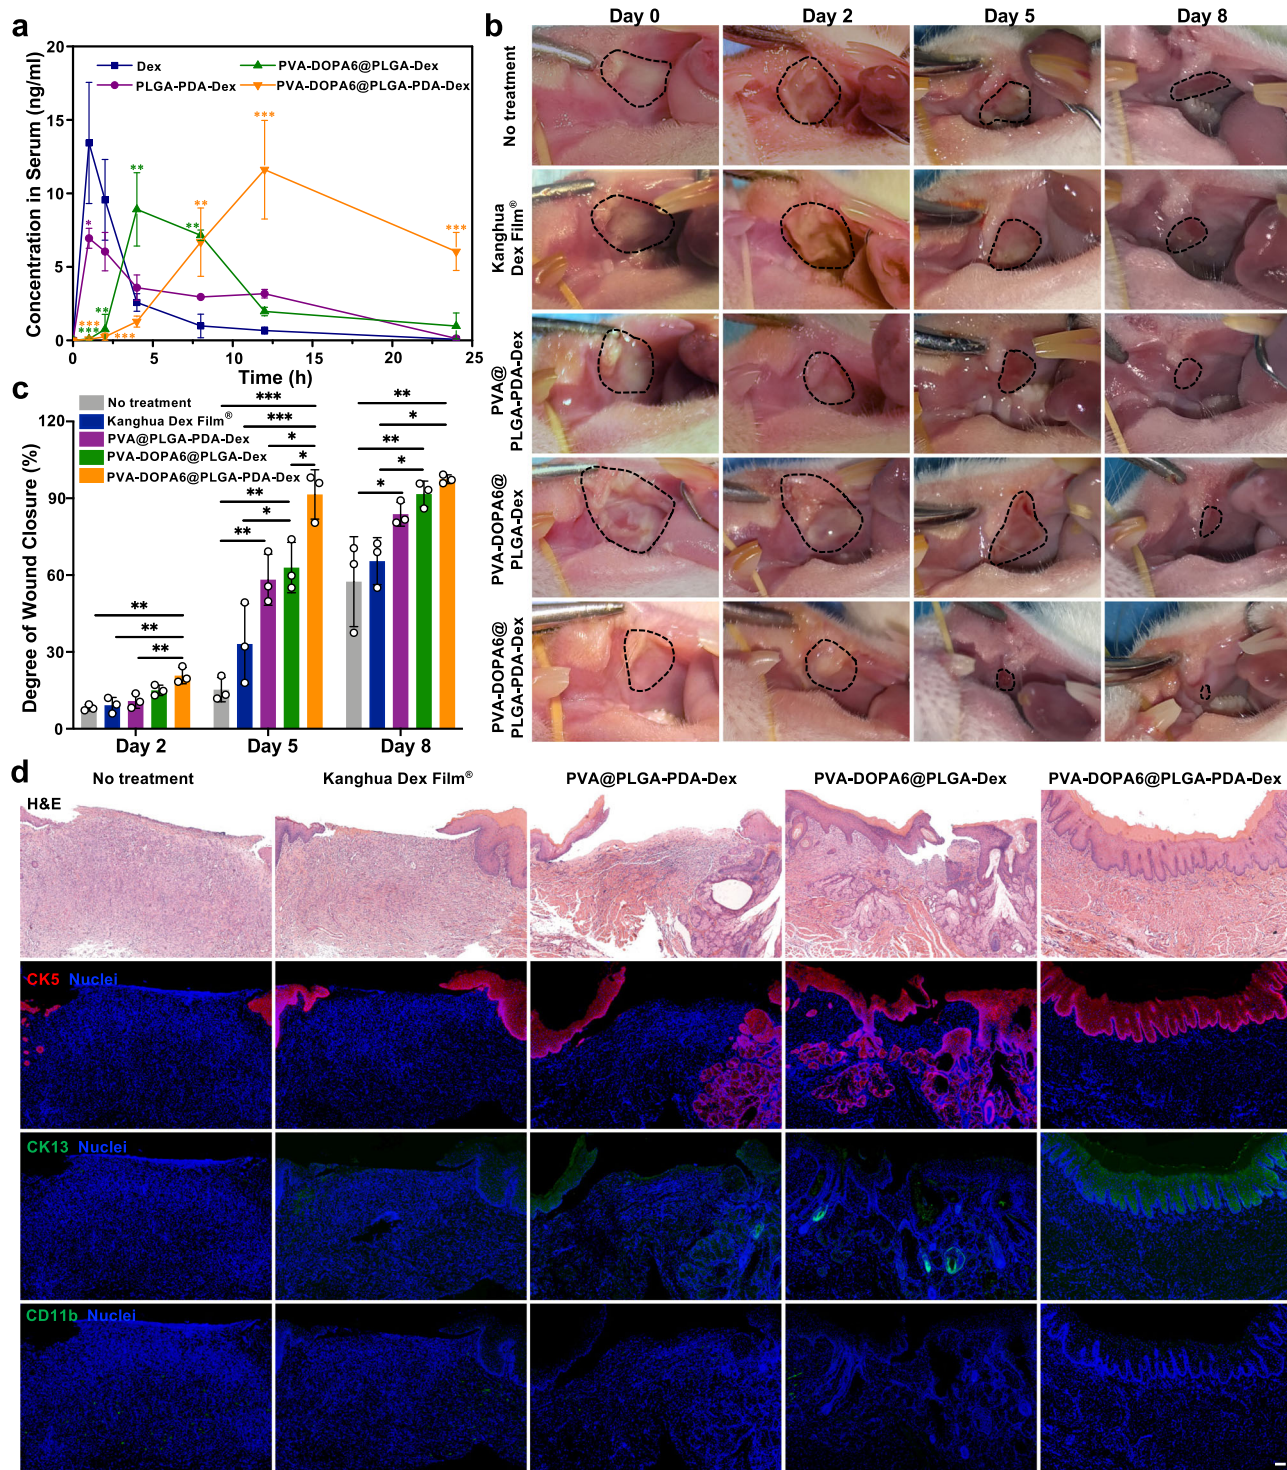 a
20
15
10
5
0
Concentration in Serum (ng/ml)
Dex
PLGA-PDA-Dex
PVA-DOPA6@PLGA-Dex
PVA-DOPA6@PLGA-PDA-Dex
*
***
***
**
***
**
**
**
***
***
0
5
10
15
20
25
Time (h)
b
Day 0
Day 2
Day 5
Day 8
No treatment
Kanghua
Dex Film®
PVA@
PLGA-PDA-Dex
PVA-DOPA6@
PLGA-Dex
PVA-DOPA6@
PLGA-PDA-Dex
c
120
90
60
30
0
Degree of Wound Closure (%)
No treatment
Kanghua Dex Film®
PVA@PLGA-PDA-Dex
PVA-DOPA6@PLGA-Dex
PVA-DOPA6@PLGA-PDA-Dex
**
**
**
***
***
*
*
**
*
**
**
*
**
*
*
Day 2
Day 5
Day 8
d
No treatment
Kanghua Dex Film®
PVA@PLGA-PDA-Dex
PVA-DOPA6@PLGA-Dex
PVA-DOPA6@PLGA-PDA-Dex
H&E
CK5 Nuclei
CK13 Nuclei
CD11b Nuclei